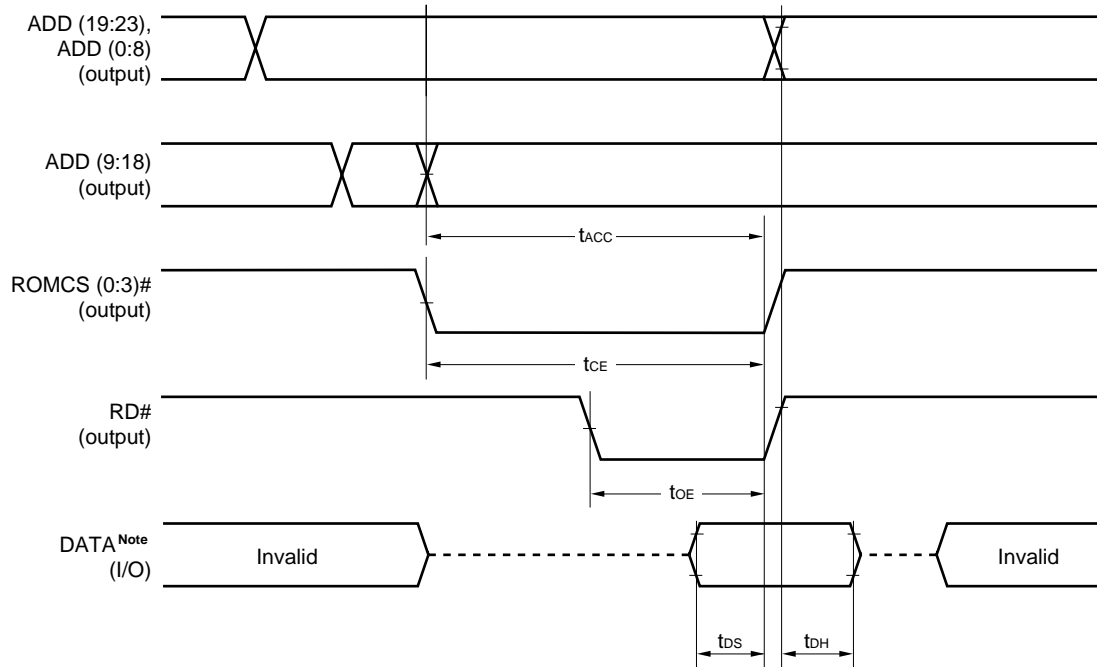 ADD (19:23),
ADD (0:8)
(output)
ADD (9:18)
(output)
tACC
ROMCS (0:3)#
(output)
tCE
RD#
(output)
tOE
DATANote
(I/O)
Invalid
Invalid
tDS
tDH